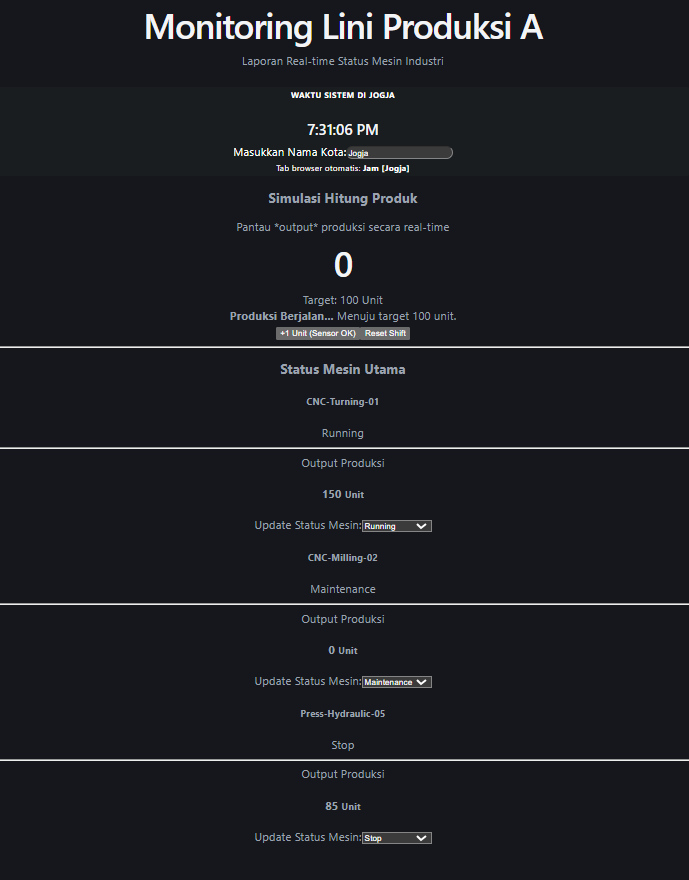 Monitoring Lini Produksi A
Laporan Real-time Status Mesin Industri
WAKTU SISTEM DI JOGJA
7:31:06 PM
Masukkan Nama Kota: Jogja
Tab browser otomatis: Jam [Jogja]
Simulasi Hitung Produk
Pantau *output* produksi secara real-time
0
Target: 100 Unit
Produksi Berjalan... Menuju target 100 unit.
+1 Unit (Sensor OK) Reset Shift
Status Mesin Utama
CNC-Turning-01
Running
Output Produksi
150 Unit
Update Status Mesin: Running
CNC-Milling-02
Maintenance
Output Produksi
0 Unit
Update Status Mesin: Maintenance
Press-Hydraulic-05
Stop
Output Produksi
85 Unit
Update Status Mesin: Stop